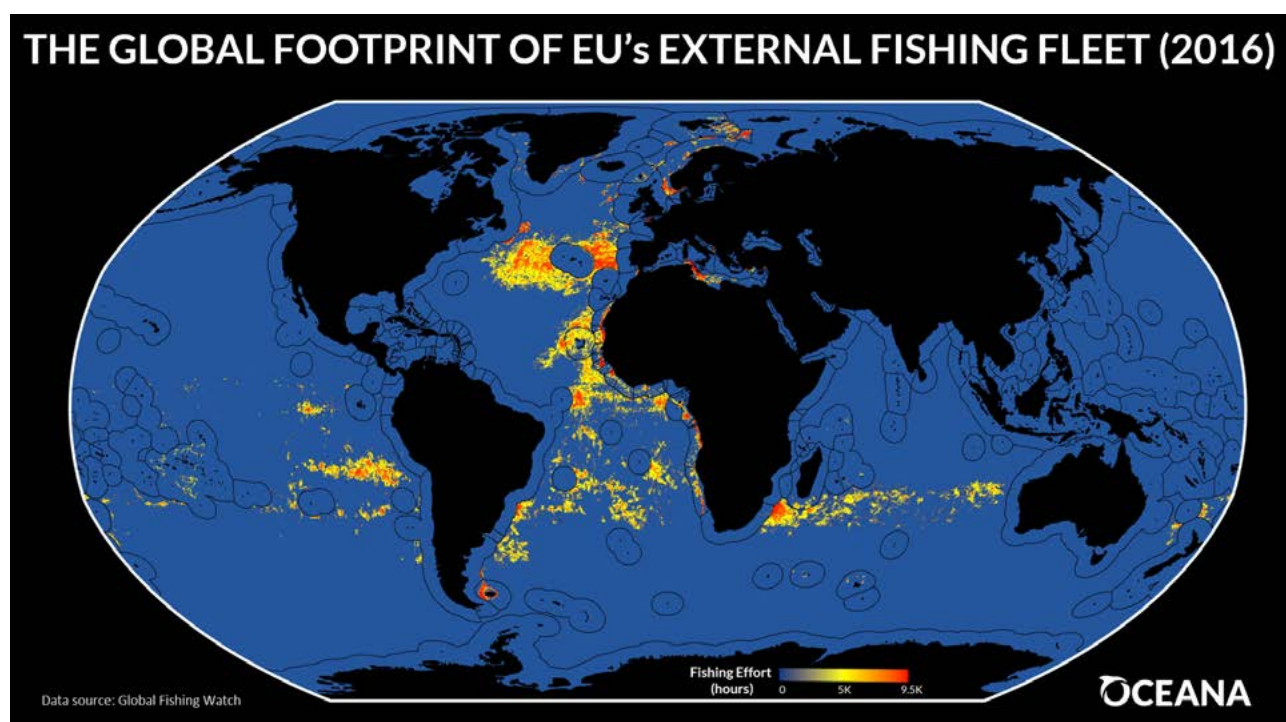 THE GLOBAL FOOTPRINT OF EU's EXTERNAL FISHING FLEET (2016)
Fishing Effort
(hours)
0 5K 9.5K
Data source: Global Fishing Watch
OCEANA